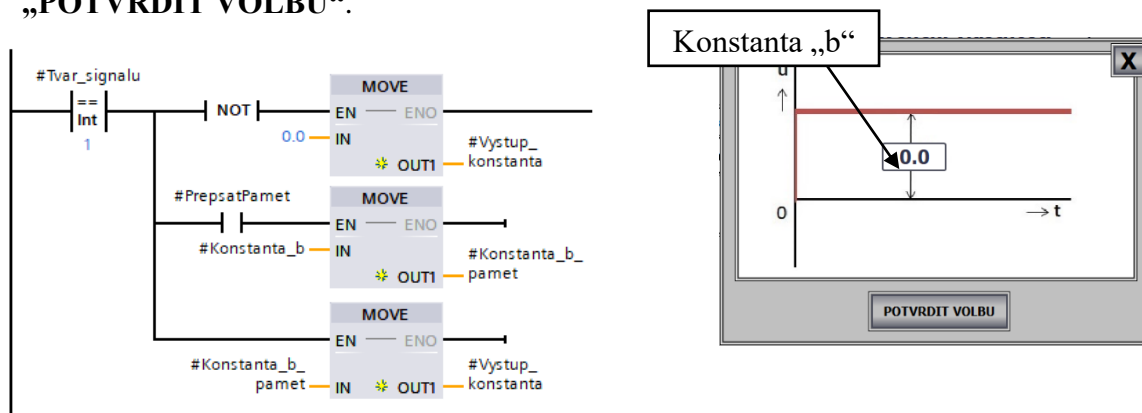 „POTVRDIT VOLBU“.
#Tvar_signalu
==
Int
1
NOT
MOVE
EN
ENO
0.0
IN
OUT1
#Vystup_
konstanta
#PrepsatPamet
MOVE
EN
ENO
#Konstanta_b
IN
OUT1
#Konstanta_b_
pamet
MOVE
EN
ENO
#Konstanta_b_
pamet
IN
OUT1
#Vystup_
konstanta
Konstanta „b“
X
u
0.0
0
t
POTVRDIT VOLBU